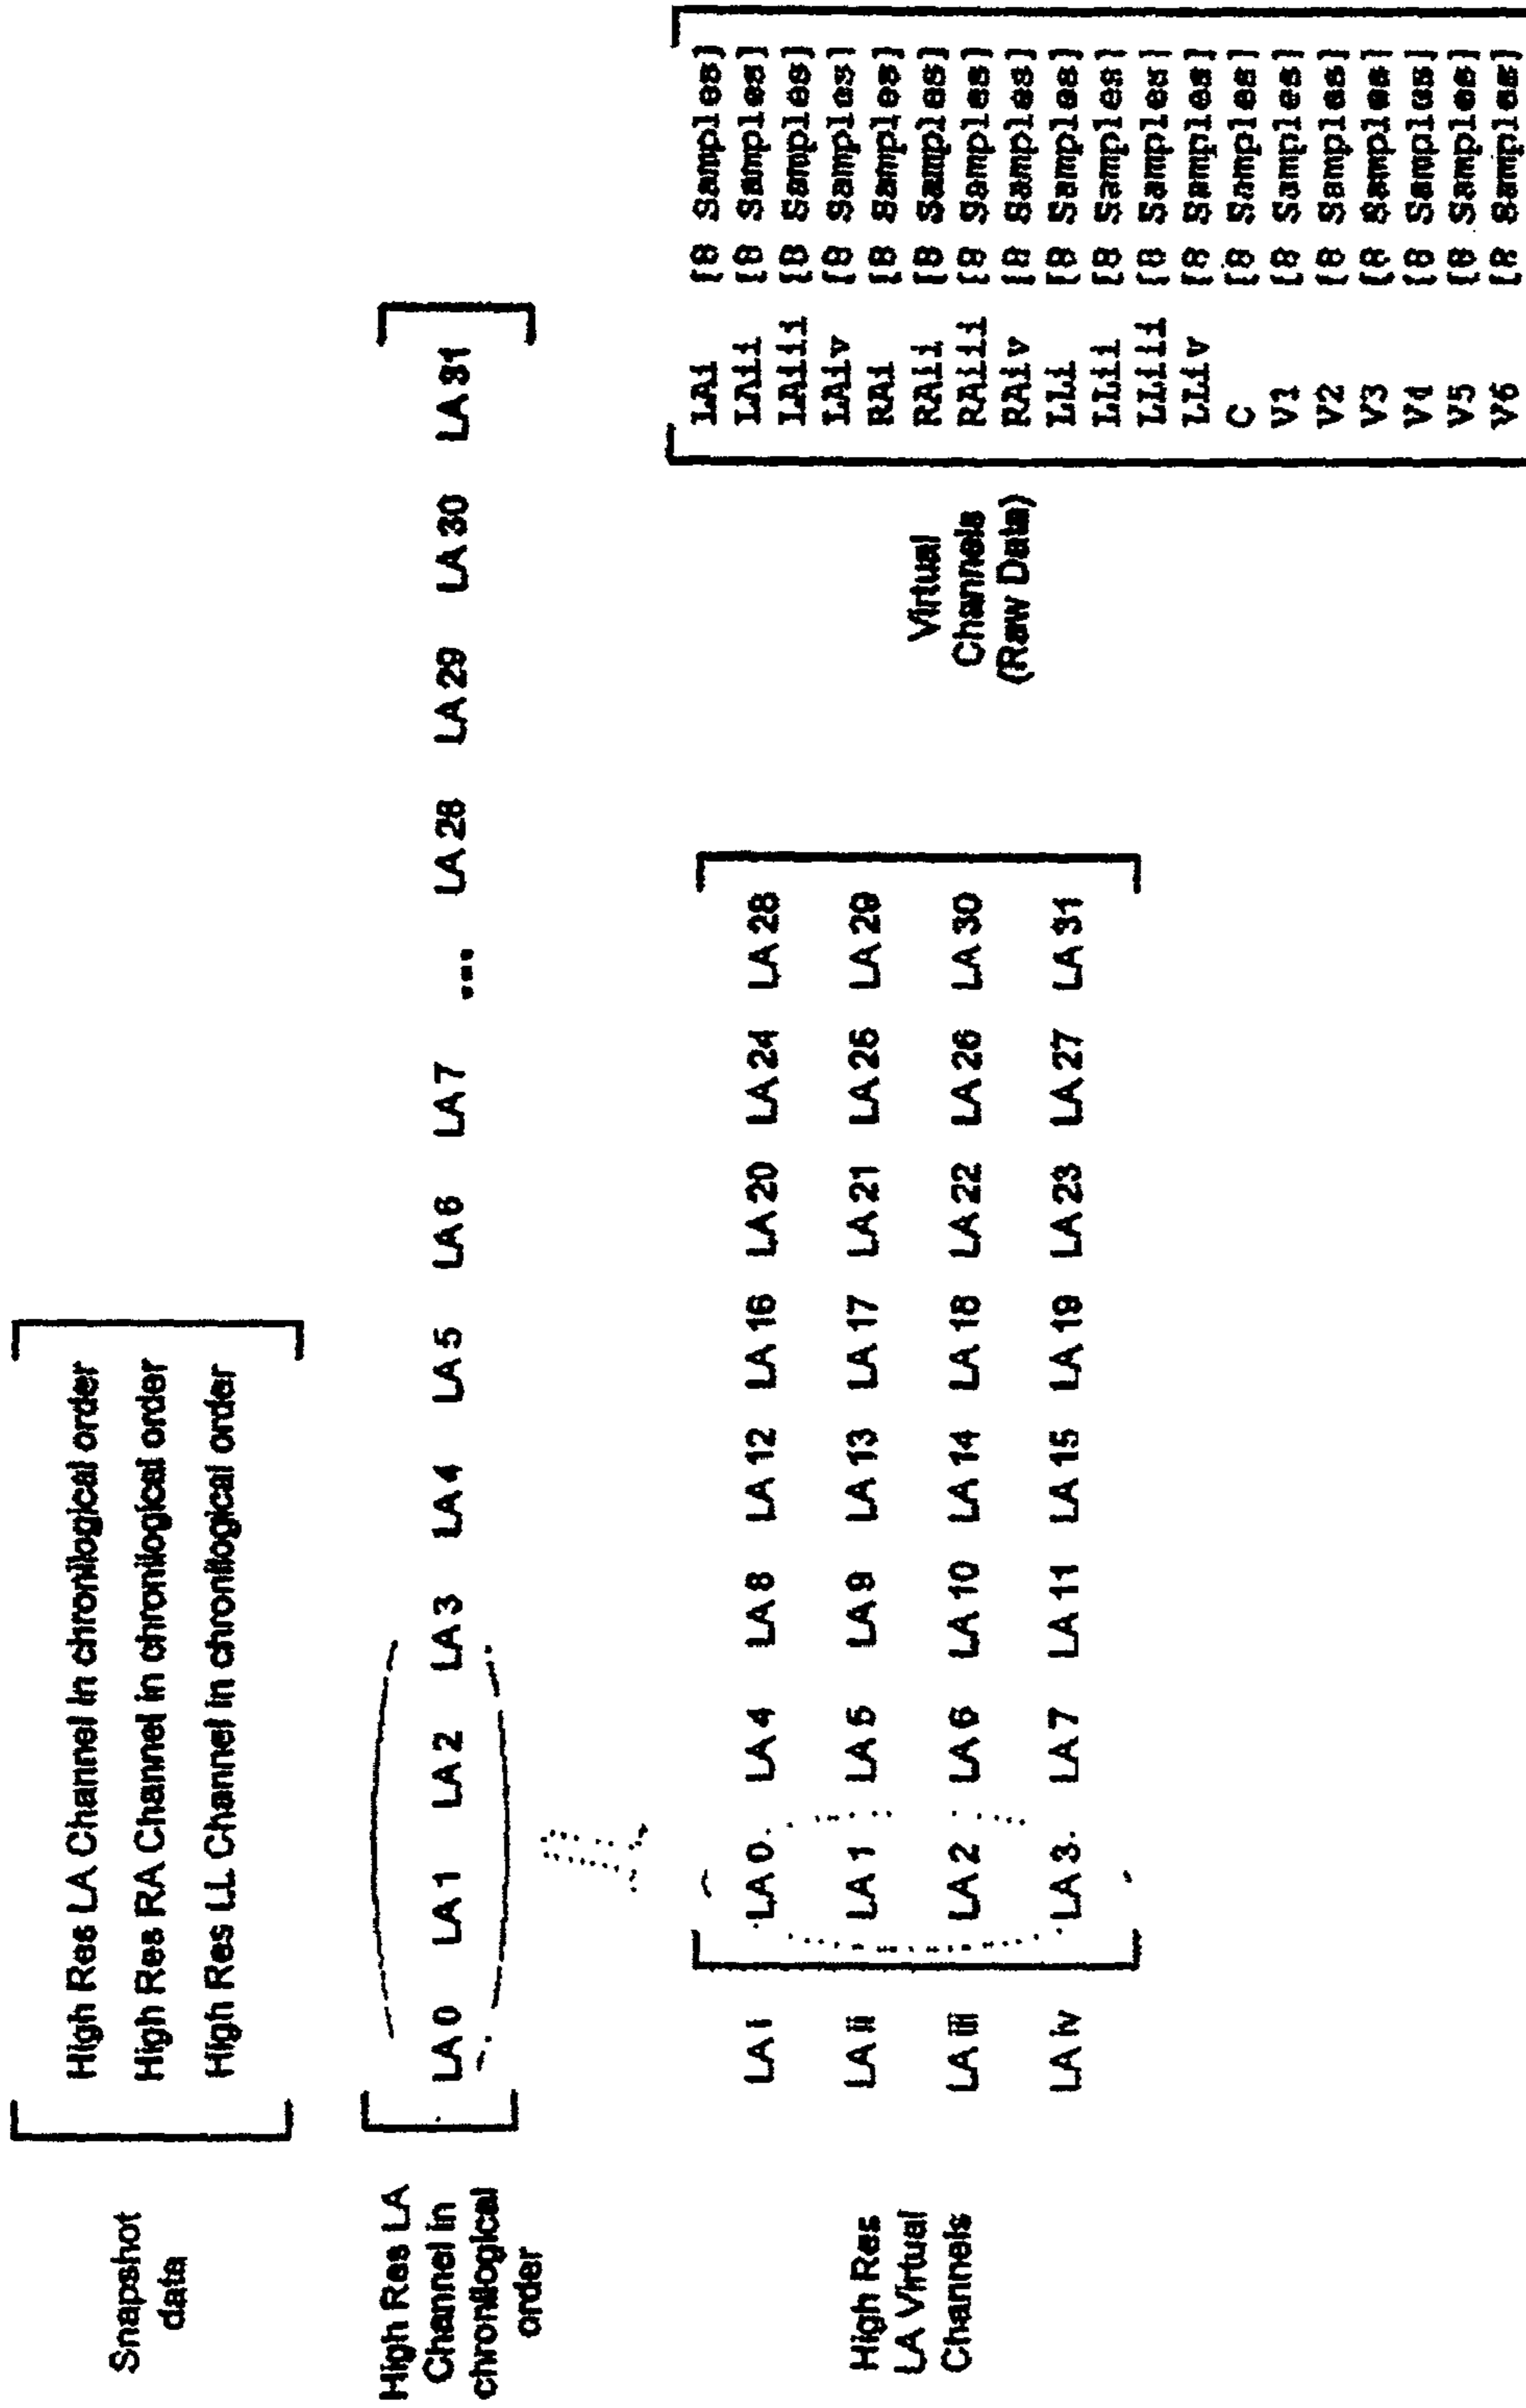 Snapshot
data
High Res LA Channel in chronilogical order
High Res RA Channel in chronilogical order
High Res LL Channel in chronilogical order
High Res LA
Channel in
chronilogical
order
LA 0 LA 1 LA 2 LA 3 LA 4 LA 5 LA 6 LA 7 ... LA 28 LA 29 LA 30 LA 31
High Res
LA Virtual
Channels
LA i LA 0 LA 4 LA 8 LA 12 LA 16 LA 20 LA 24 LA 28
LA ii LA 1 LA 5 LA 9 LA 13 LA 17 LA 21 LA 25 LA 29
LA iii LA 2 LA 6 LA 10 LA 14 LA 18 LA 22 LA 26 LA 30
LA iv LA 3 LA 7 LA 11 LA 15 LA 19 LA 23 LA 27 LA 31
Virtual
Channels
(Raw Data)
LAi [8 Samples]
LAii [8 Samples]
LAiii [8 Samples]
LAiv [8 Samples]
RAi [8 Samples]
RAii [8 Samples]
RAiii [8 Samples]
RAiv [8 Samples]
LLi [8 Samples]
LLii [8 Samples]
LLiii [8 Samples]
LLiv [8 Samples]
C [8 Samples]
V1 [8 Samples]
V2 [8 Samples]
V3 [8 Samples]
V4 [8 Samples]
V5 [8 Samples]
V6 [8 Samples]